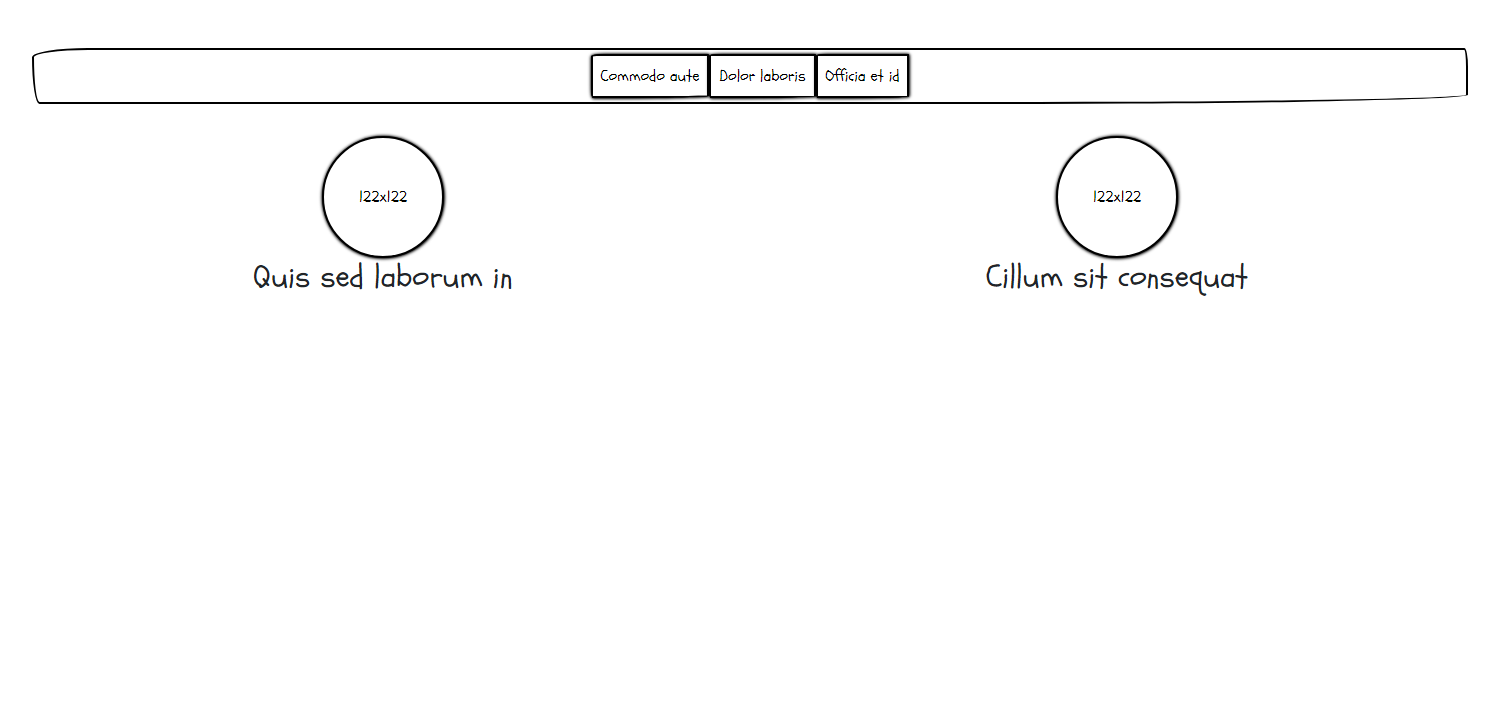 Commodo aute Dolor laboris Officia et id
122x122 122x122
Quis sed laborum in Cillum sit consequat